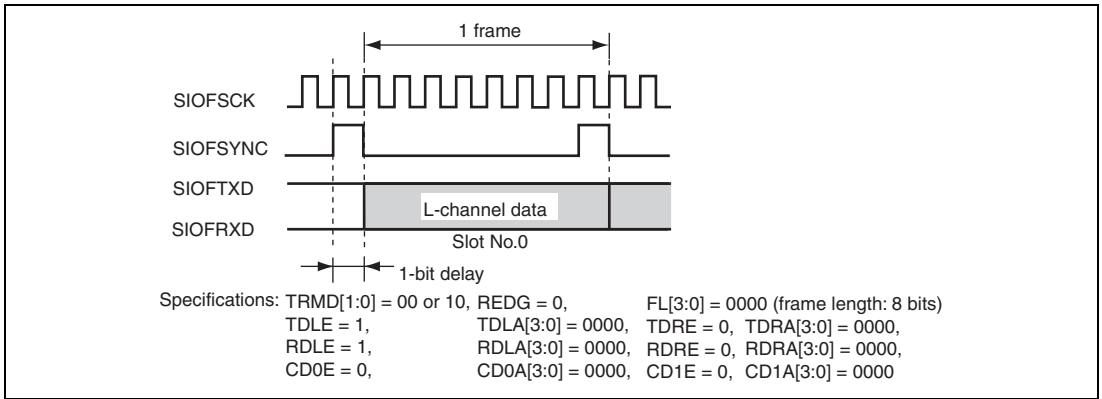 1 frame
SIOFSCK
SIOFSYNC
SIOFTXD
L-channel data
SIOFRXD
Slot No.0
1-bit delay
Specifications: TRMD[1:0] = 00 or 10, REDG = 0, FL[3:0] = 0000 (frame length: 8 bits)
TDLE = 1, TDLA[3:0] = 0000, TDRE = 0, TDRA[3:0] = 0000,
RDLE = 1, RDLA[3:0] = 0000, RDRE = 0, RDRA[3:0] = 0000,
CD0E = 0, CD0A[3:0] = 0000, CD1E = 0, CD1A[3:0] = 0000